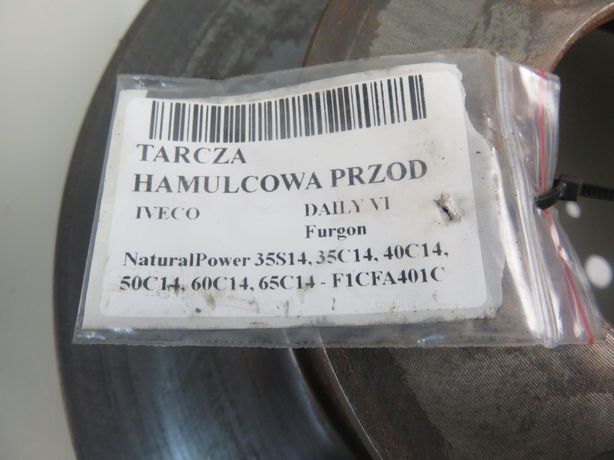 TARCZA
HAMULCOWA PRZOD
IVECO DAILY VI
Furgon
NaturalPower 35S14, 35C14, 40C14,
50C14, 60C14, 65C14 - F1CFA401C